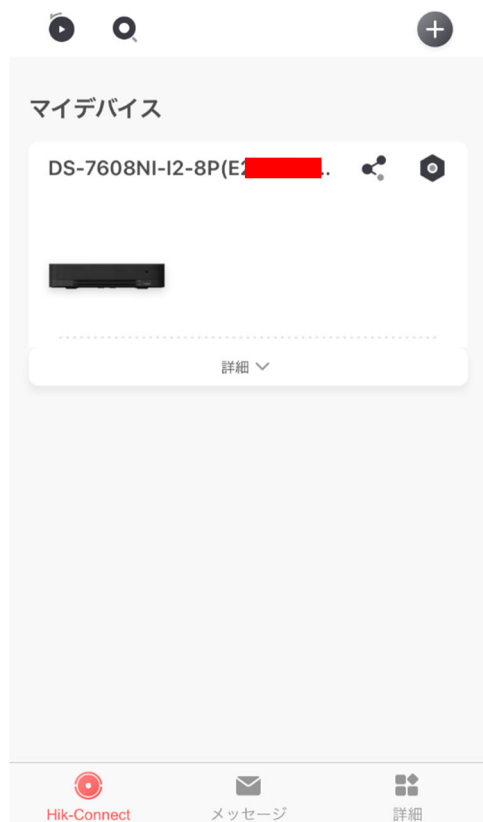 マイデバイス
DS-7608NI-I2-8P(E2...
詳細
Hik-Connect
メッセージ
詳細